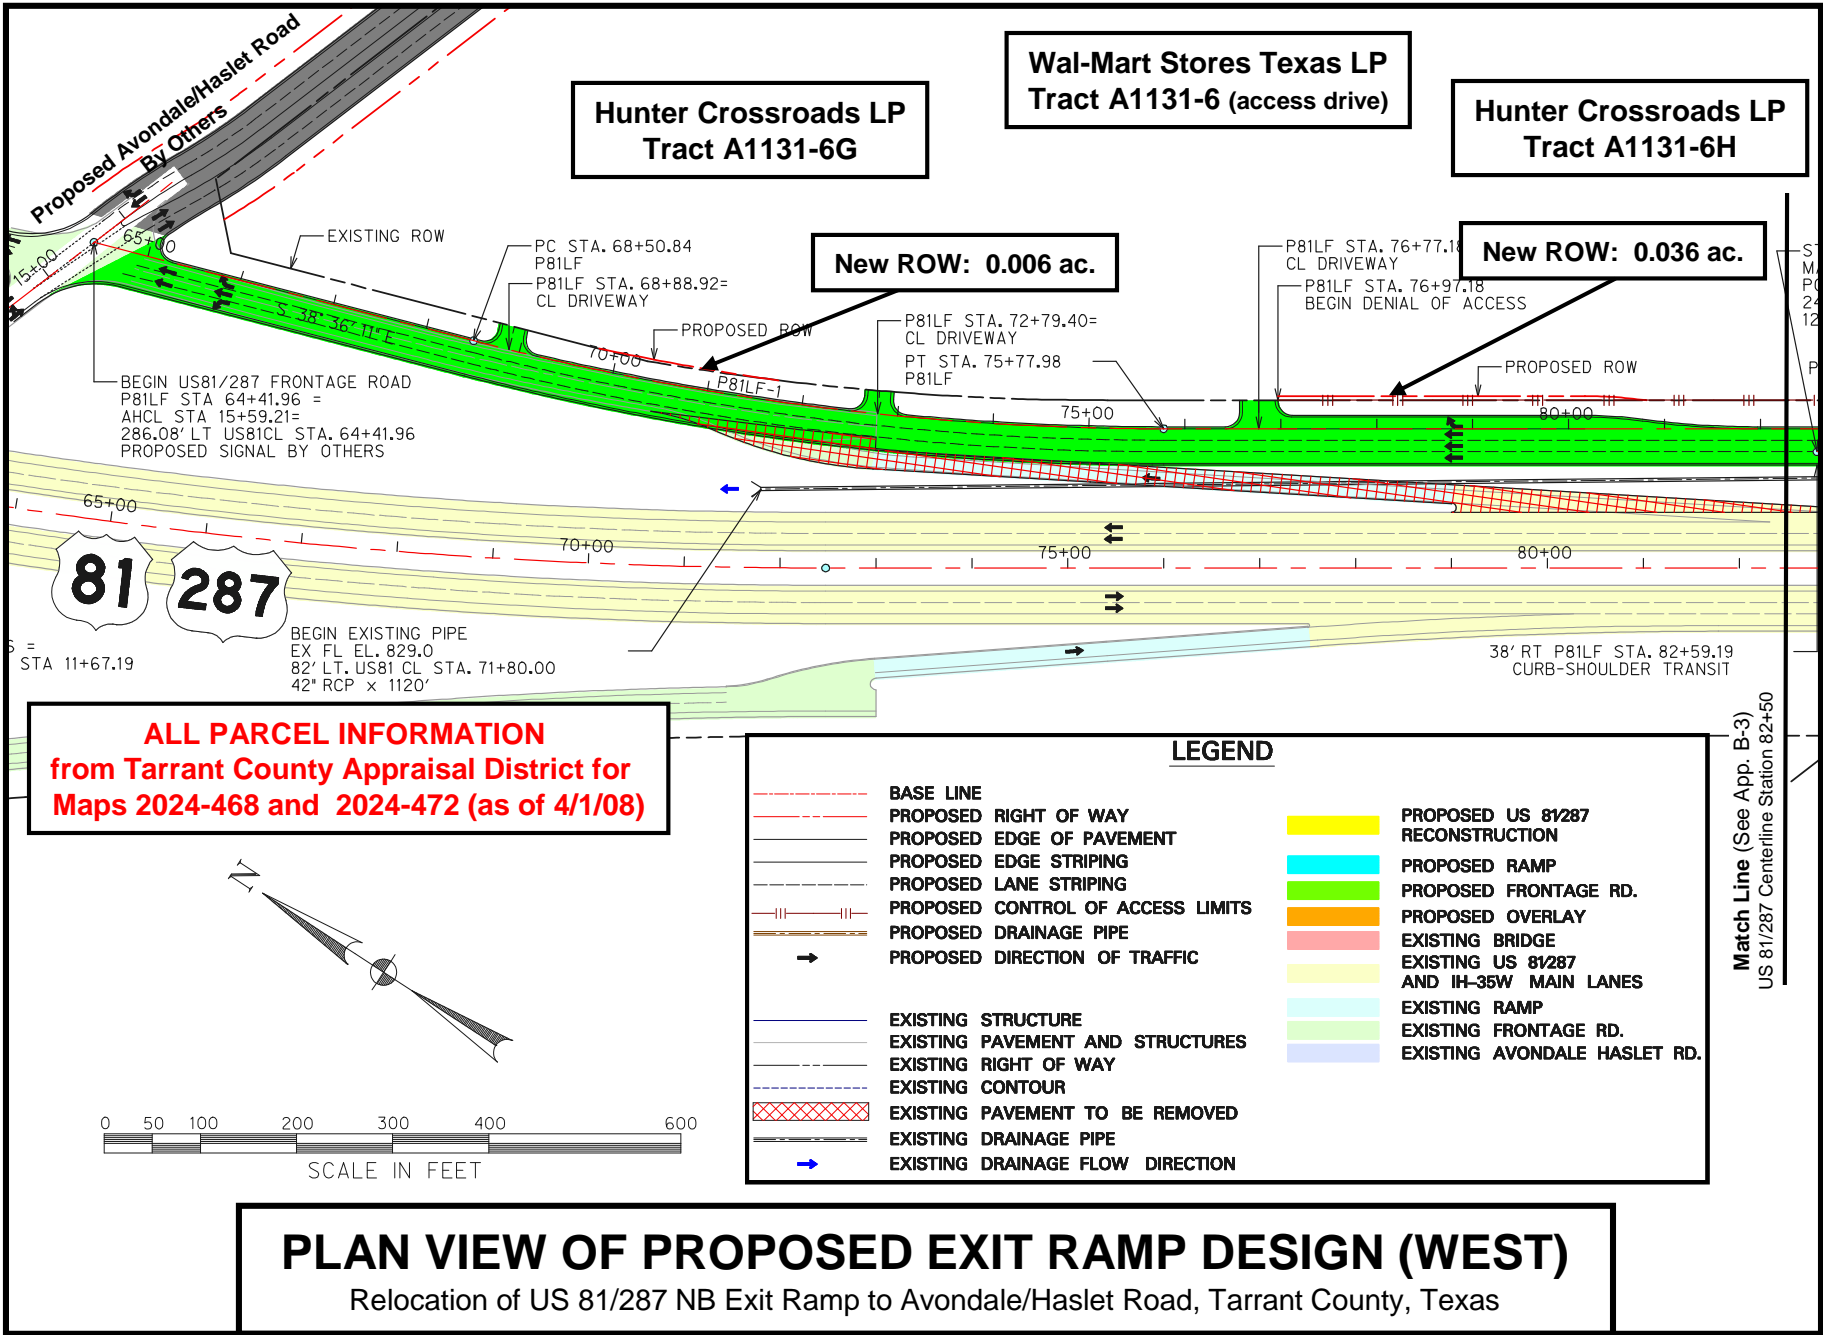 Proposed Avondale/Haslet Road
By Others
Hunter Crossroads LP
Tract A1131-6G
Wal-Mart Stores Texas LP
Tract A1131-6 (access drive)
Hunter Crossroads LP
Tract A1131-6H
EXISTING ROW
PC STA. 68+50.84
P81LF
P81LF STA. 68+88.92=
CL DRIVEWAY
New ROW: 0.006 ac.
P81LF STA. 76+77.18
CL DRIVEWAY
P81LF STA. 76+97.18
BEGIN DENIAL OF ACCESS
New ROW: 0.036 ac.
65+00
15+00
S 38° 36' 11" E
PROPOSED ROW
70+00
P81LF-1
P81LF STA. 72+79.40=
CL DRIVEWAY
PT STA. 75+77.98
P81LF
75+00
PROPOSED ROW
80+00
BEGIN US81/287 FRONTAGE ROAD
P81LF STA 64+41.96 =
AHCL STA 15+59.21=
286.08' LT US81CL STA. 64+41.96
PROPOSED SIGNAL BY OTHERS
65+00
70+00
75+00
80+00
81
287
STA 11+67.19
BEGIN EXISTING PIPE
EX FL EL. 829.0
82' LT. US81 CL STA. 71+80.00
42" RCP x 1120'
38' RT P81LF STA. 82+59.19
CURB-SHOULDER TRANSIT
Match Line (See App. B-3)
US 81/287 Centerline Station 82+50
ALL PARCEL INFORMATION
from Tarrant County Appraisal District for
Maps 2024-468 and 2024-472 (as of 4/1/08)
LEGEND
BASE LINE
PROPOSED RIGHT OF WAY
PROPOSED EDGE OF PAVEMENT
PROPOSED EDGE STRIPING
PROPOSED LANE STRIPING
PROPOSED CONTROL OF ACCESS LIMITS
PROPOSED DRAINAGE PIPE
PROPOSED DIRECTION OF TRAFFIC
EXISTING STRUCTURE
EXISTING PAVEMENT AND STRUCTURES
EXISTING RIGHT OF WAY
EXISTING CONTOUR
EXISTING PAVEMENT TO BE REMOVED
EXISTING DRAINAGE PIPE
EXISTING DRAINAGE FLOW DIRECTION
PROPOSED US 81/287
RECONSTRUCTION
PROPOSED RAMP
PROPOSED FRONTAGE RD.
PROPOSED OVERLAY
EXISTING BRIDGE
EXISTING US 81/287
AND IH-35W MAIN LANES
EXISTING RAMP
EXISTING FRONTAGE RD.
EXISTING AVONDALE HASLET RD.
N
0 50 100 200 300 400 600
SCALE IN FEET
PLAN VIEW OF PROPOSED EXIT RAMP DESIGN (WEST)
Relocation of US 81/287 NB Exit Ramp to Avondale/Haslet Road, Tarrant County, Texas